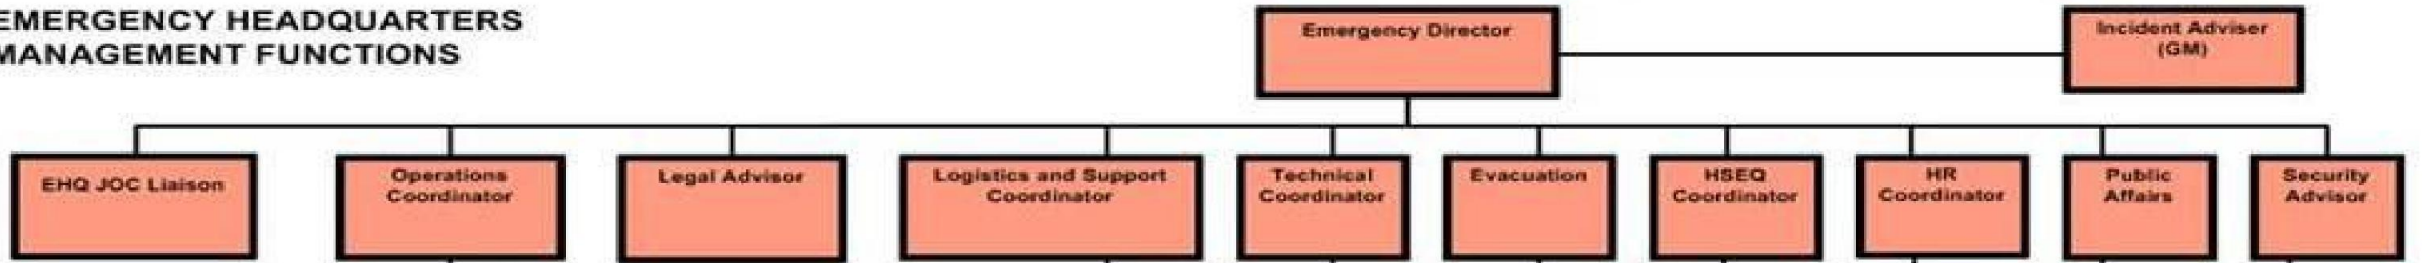 EMERGENCY HEADQUARTERS
MANAGEMENT FUNCTIONS
Emergency Director
Incident Adviser
(GM)
EHQ JOC Liaison
Operations
Coordinator
Legal Advisor
Logistics and Support
Coordinator
Technical
Coordinator
Evacuation
HSEQ
Coordinator
HR
Coordinator
Public
Affairs
Security
Advisor